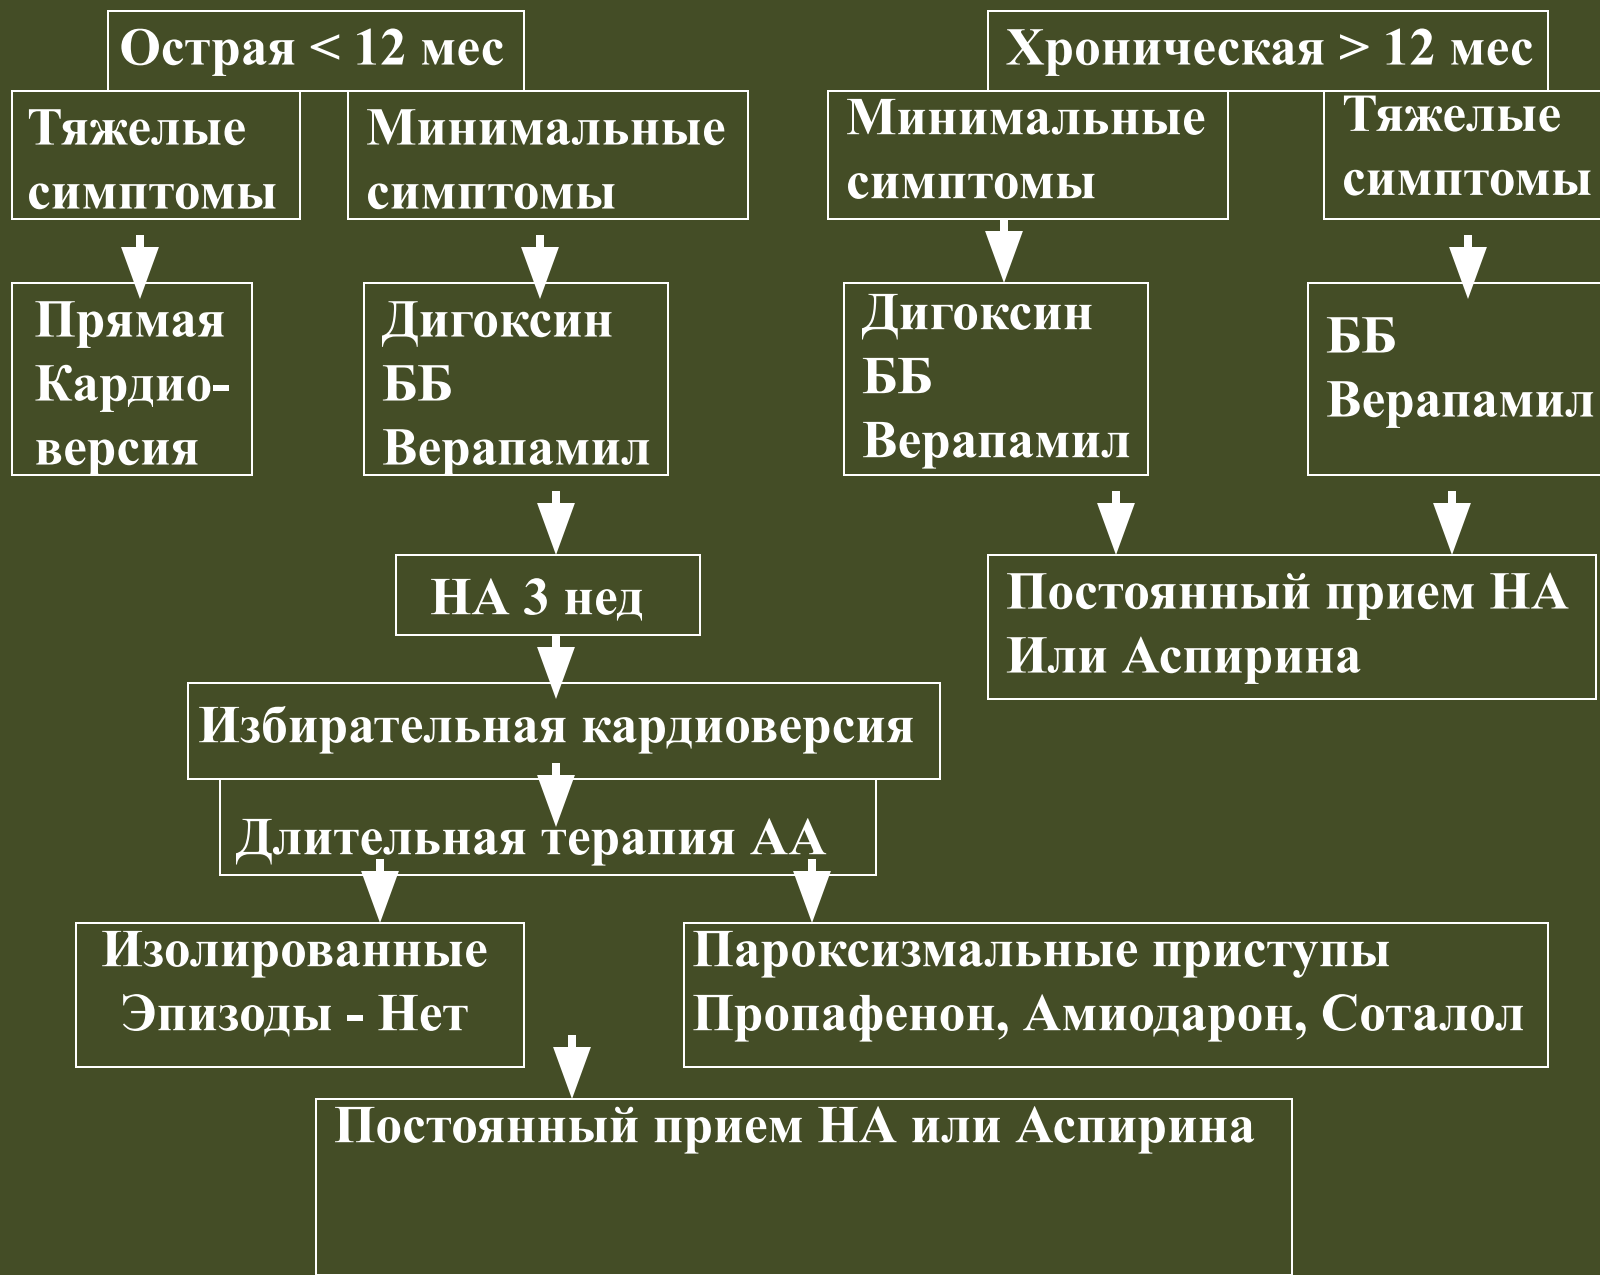 Острая < 12 мес
Тяжелые
симптомы
Минимальные
симптомы
Прямая
Кардио-
версия
Дигоксин
ББ
Верапамил
НА 3 нед
Избирательная кардиоверсия
Длительная терапия АА
Изолированные
Эпизоды - Нет
Пароксизмальные приступы
Пропафенон, Амиодарон, Соталол
Постоянный прием НА или Аспирина
Хроническая > 12 мес
Минимальные
симптомы
Тяжелые
симптомы
Дигоксин
ББ
Верапамил
ББ
Верапамил
Постоянный прием НА
Или Аспирина